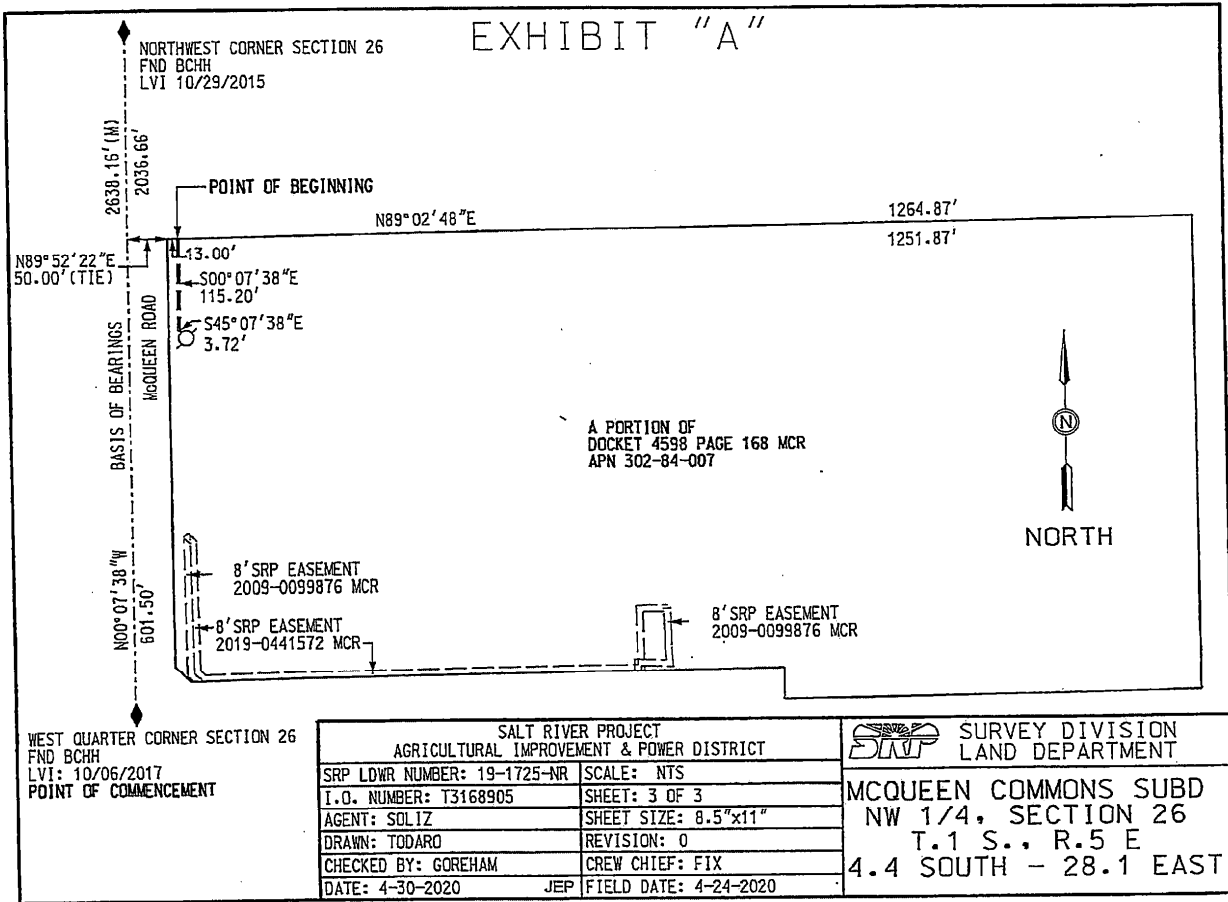 EXHIBIT "A"
NORTHWEST CORNER SECTION 26
FND BCHH
LVI 10/29/2015
2638.16'(M)
2036.66'
POINT OF BEGINNING
N89°02'48"E
1264.87'
1251.87'
N89°52'22"E
50.00'(TIE)
13.00'
S00°07'38"E
115.20'
S45°07'38"E
3.72'
BASIS OF BEARINGS
McQUEEN ROAD
A PORTION OF
DOCKET 4598 PAGE 168 MCR
APN 302-84-007
N
NORTH
N00°07'38"W
601.50'
8'SRP EASEMENT
2009-0099876 MCR
8'SRP EASEMENT
2019-0441572 MCR
8'SRP EASEMENT
2009-0099876 MCR
WEST QUARTER CORNER SECTION 26
FND BCHH
LVI: 10/06/2017
POINT OF COMMENCEMENT
SALT RIVER PROJECT
AGRICULTURAL IMPROVEMENT & POWER DISTRICT
SRP LDWR NUMBER: 19-1725-NR SCALE: NTS
I.O. NUMBER: T3168905 SHEET: 3 OF 3
AGENT: SOLIZ SHEET SIZE: 8.5"x11"
DRAWN: TODARO REVISION: 0
CHECKED BY: GOREHAM CREW CHIEF: FIX
DATE: 4-30-2020 JEP FIELD DATE: 4-24-2020
SRP SURVEY DIVISION
LAND DEPARTMENT
MCQUEEN COMMONS SUBD
NW 1/4, SECTION 26
T.1 S., R.5 E
4.4 SOUTH - 28.1 EAST